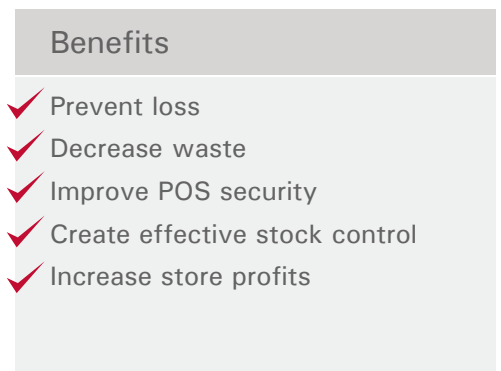 Benefits
Prevent loss
Decrease waste
Improve POS security
Create effective stock control
Increase store profits